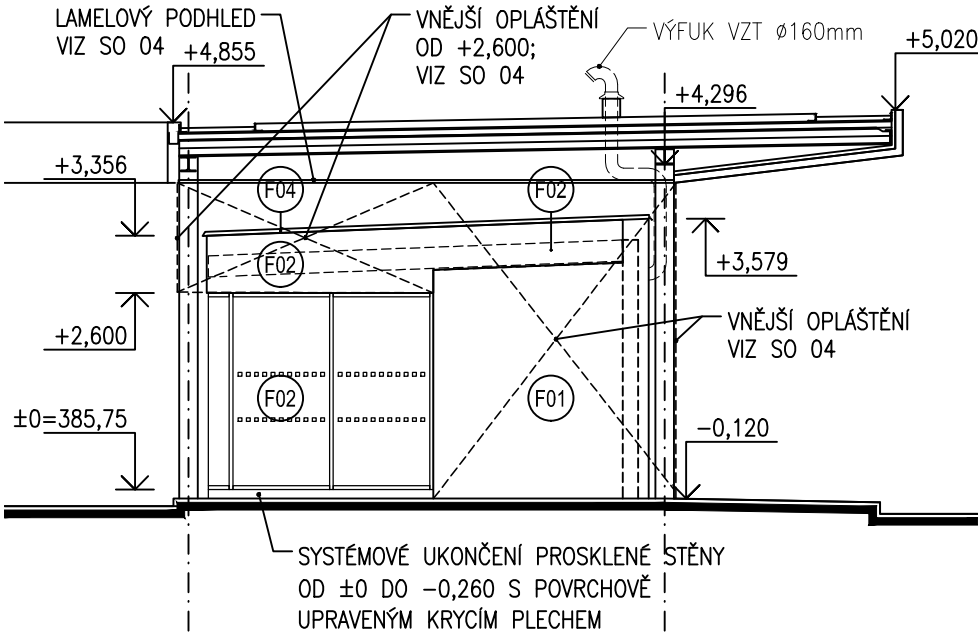 LAMELOVÝ PODHLED
VIZ SO 04
+4,855
VNĚJŠÍ OPLÁŠTĚNÍ
OD +2,600;
VIZ SO 04
VÝFUK VZT ø160mm
+5,020
+4,296
+3,356
F04
F02
F02
+3,579
+2,600
VNĚJŠÍ OPLÁŠTĚNÍ
VIZ SO 04
F02
F01
±0=385,75
−0,120
SYSTÉMOVÉ UKONČENÍ PROSKLENÉ STĚNY
OD ±0 DO −0,260 S POVRCHOVĚ
UPRAVENÝM KRYCÍM PLECHEM